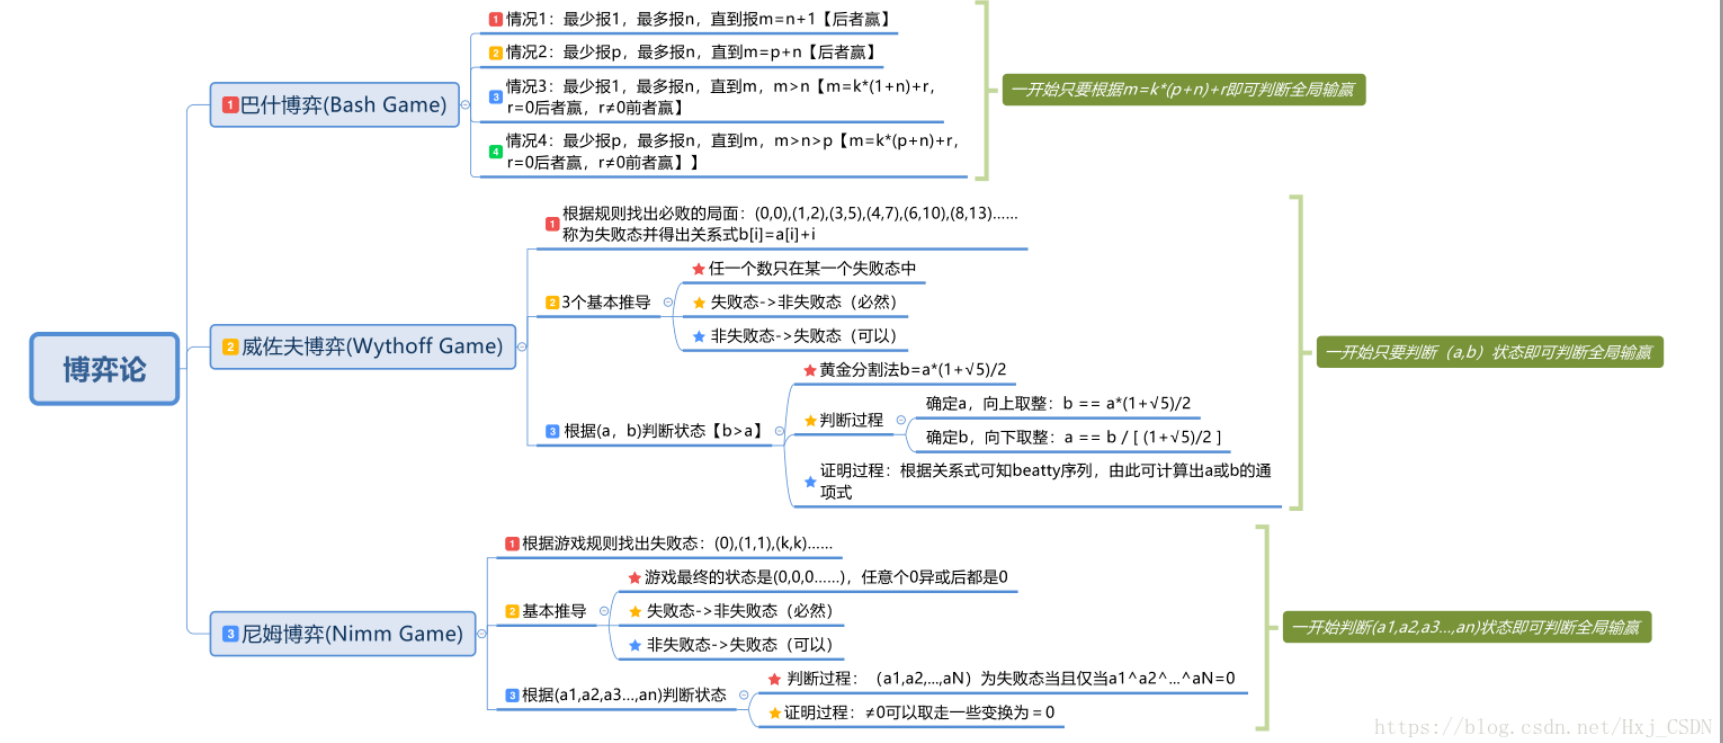 博弈论
1 巴什博弈(Bash Game)
1 情况1：最少报1，最多报n，直到报m=n+1【后者赢】
2 情况2：最少报p，最多报n，直到m=p+n【后者赢】
3 情况3：最少报1，最多报n，直到m，m>n【m=k*(1+n)+r，
r=0后者赢，r≠0前者赢】
4 情况4：最少报p，最多报n，直到m，m>n>p【m=k*(p+n)+r，
r=0后者赢，r≠0前者赢】】
一开始只要根据m=k*(p+n)+r即可判断全局输赢
2 威佐夫博弈(Wythoff Game)
1 根据规则找出必败的局面：(0,0),(1,2),(3,5),(4,7),(6,10),(8,13)......
称为失败态并得出关系式b[i]=a[i]+i
2 3个基本推导
任一个数只在某一个失败态中
失败态->非失败态（必然）
非失败态->失败态（可以）
3 根据(a，b)判断状态【b>a】
黄金分割法b=a*(1+√5)/2
判断过程
确定a，向上取整：b == a*(1+√5)/2
确定b，向下取整：a == b / [ (1+√5)/2 ]
证明过程：根据关系式可知beatty序列，由此可计算出a或b的通
项式
一开始只要判断（a,b）状态即可判断全局输赢
3 尼姆博弈(Nimm Game)
1 根据游戏规则找出失败态：(0),(1,1),(k,k)......
2 基本推导
游戏最终的状态是(0,0,0......)，任意个0异或后都是0
失败态->非失败态（必然）
非失败态->失败态（可以）
3 根据(a1,a2,a3...,an)判断状态
判断过程：（a1,a2,...,aN）为失败态当且仅当a1^a2^...^aN=0
证明过程：≠0可以取走一些变换为＝0
一开始判断(a1,a2,a3...,an)状态即可判断全局输赢
https://blog.csdn.net/Hxj_CSDN